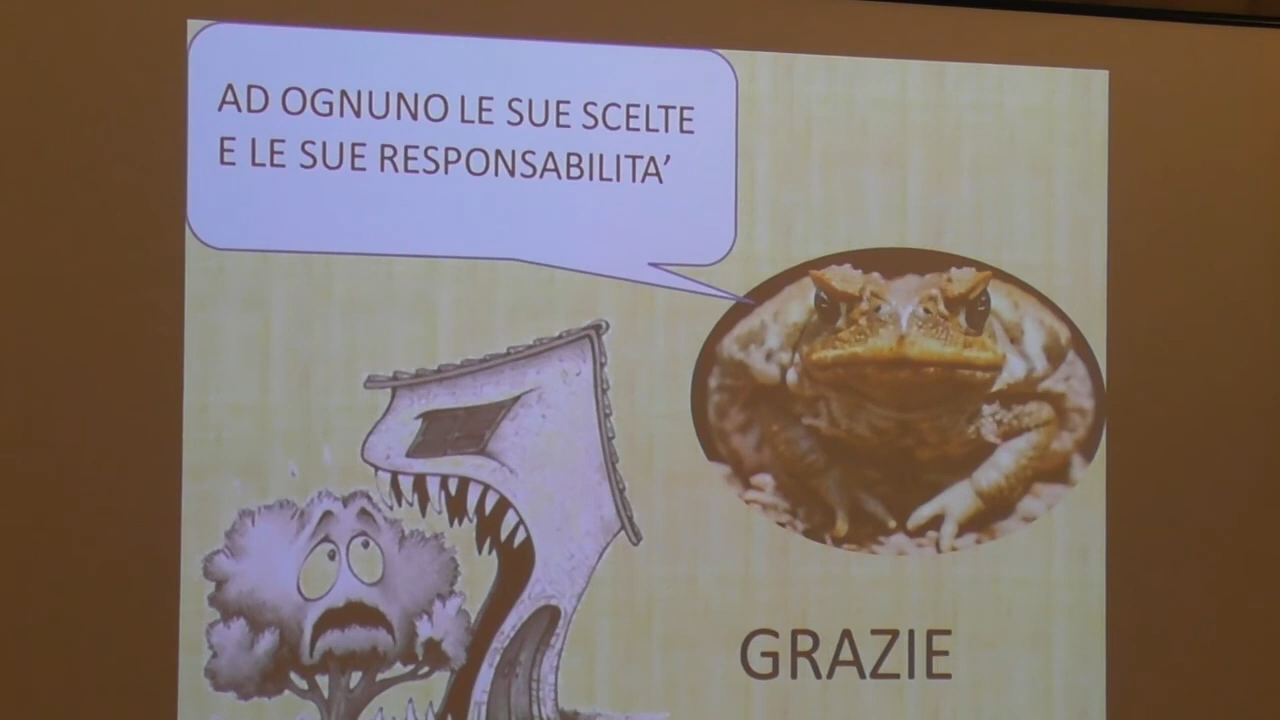 AD OGNUNO LE SUE SCELTE
E LE SUE RESPONSABILITA’
GRAZIE